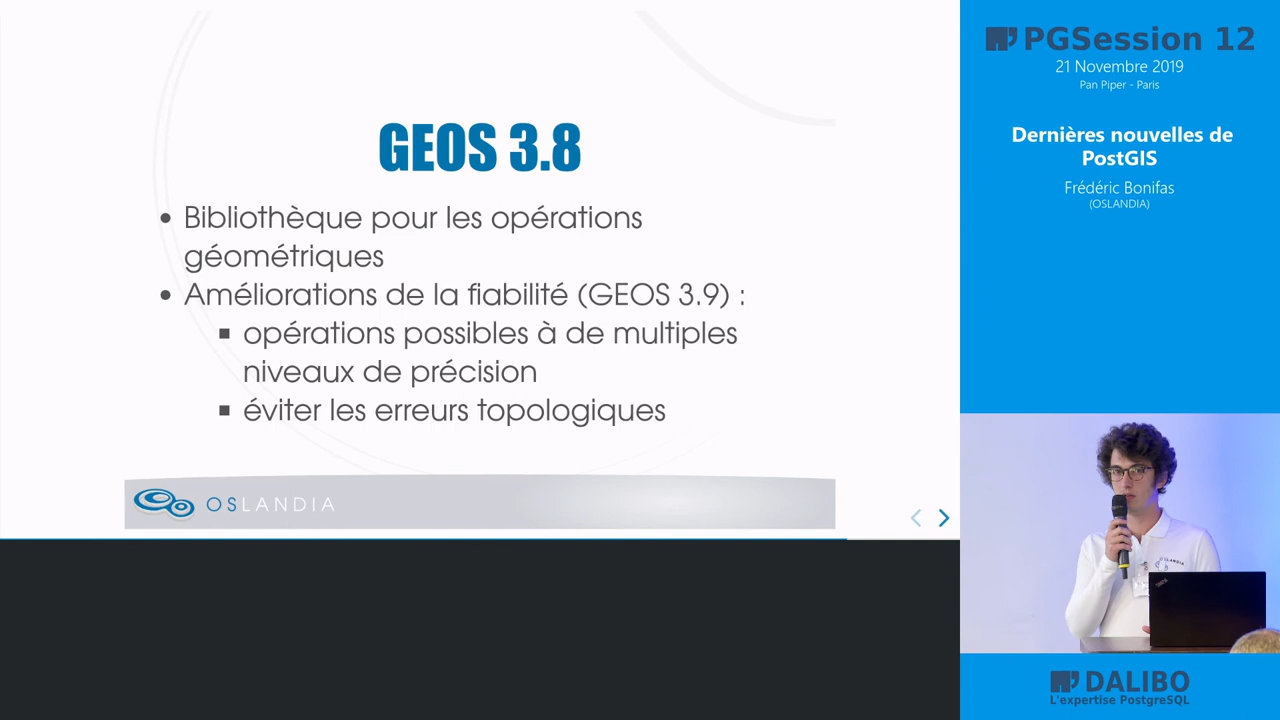 GEOS 3.8
• Bibliothèque pour les opérations
géométriques
• Améliorations de la fiabilité (GEOS 3.9) :
▪ opérations possibles à de multiples
niveaux de précision
▪ éviter les erreurs topologiques
OSLANDIA
PGSession 12
21 Novembre 2019
Pan Piper - Paris
Dernières nouvelles de
PostGIS
Frédéric Bonifas
(OSLANDIA)
OSLANDIA
DALIBO
L'expertise PostgreSQL